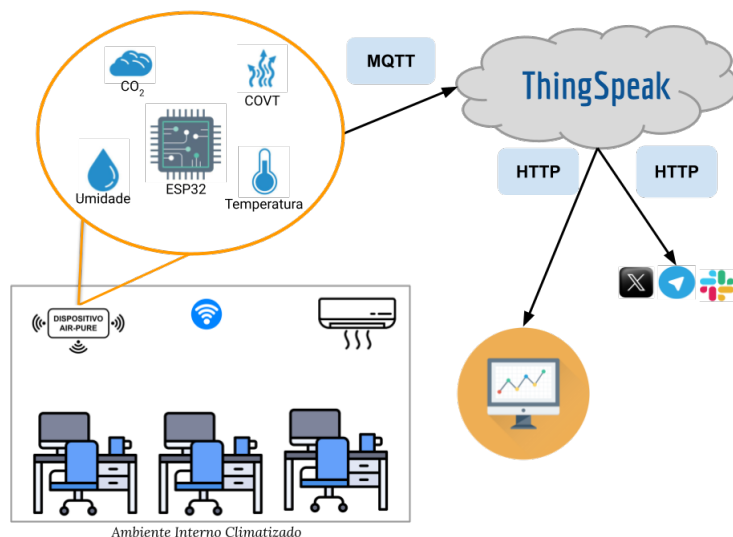 CO2
COVT
ESP32
Umidade
Temperatura
MQTT
ThingSpeak
HTTP
HTTP
DISPOSITIVO
AIR-PURE
Ambiente Interno Climatizado